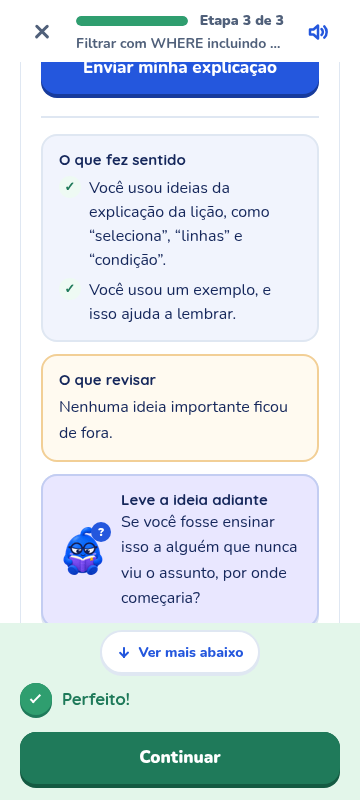 Etapa 3 de 3
Filtrar com WHERE incluindo ...
Enviar minha explicação
O que fez sentido
✓ Você usou ideias da
explicação da lição, como
“seleciona”, “linhas” e
“condição”.
✓ Você usou um exemplo, e
isso ajuda a lembrar.
O que revisar
Nenhuma ideia importante ficou
de fora.
?
Leve a ideia adiante
Se você fosse ensinar
isso a alguém que nunca
viu o assunto, por onde
começaria?
↓ Ver mais abaixo
Perfeito!
Continuar